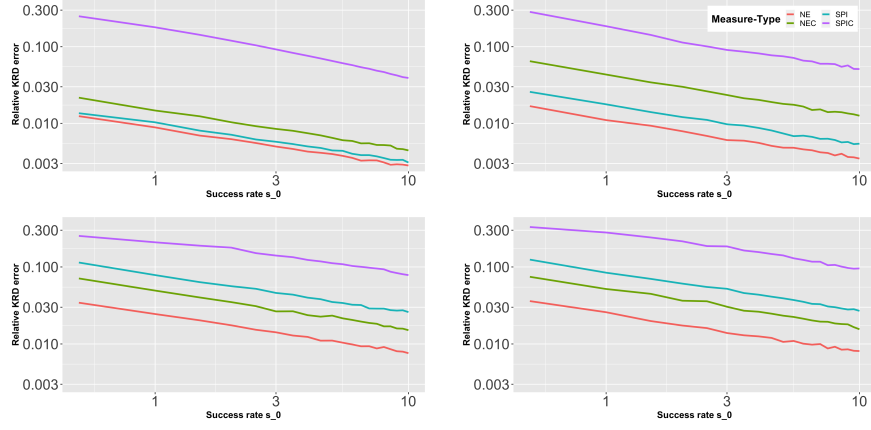 0.300
0.100
0.030
0.010
0.003
Relative KRD error
1
3
10
Success rate s_0
0.300
0.100
0.030
0.010
0.003
Relative KRD error
1
3
10
Success rate s_0
Measure-Type
NE
SPI
NEC
SPIC
0.300
0.100
0.030
0.010
0.003
Relative KRD error
1
3
10
Success rate s_0
0.300
0.100
0.030
0.010
0.003
Relative KRD error
1
3
10
Success rate s_0